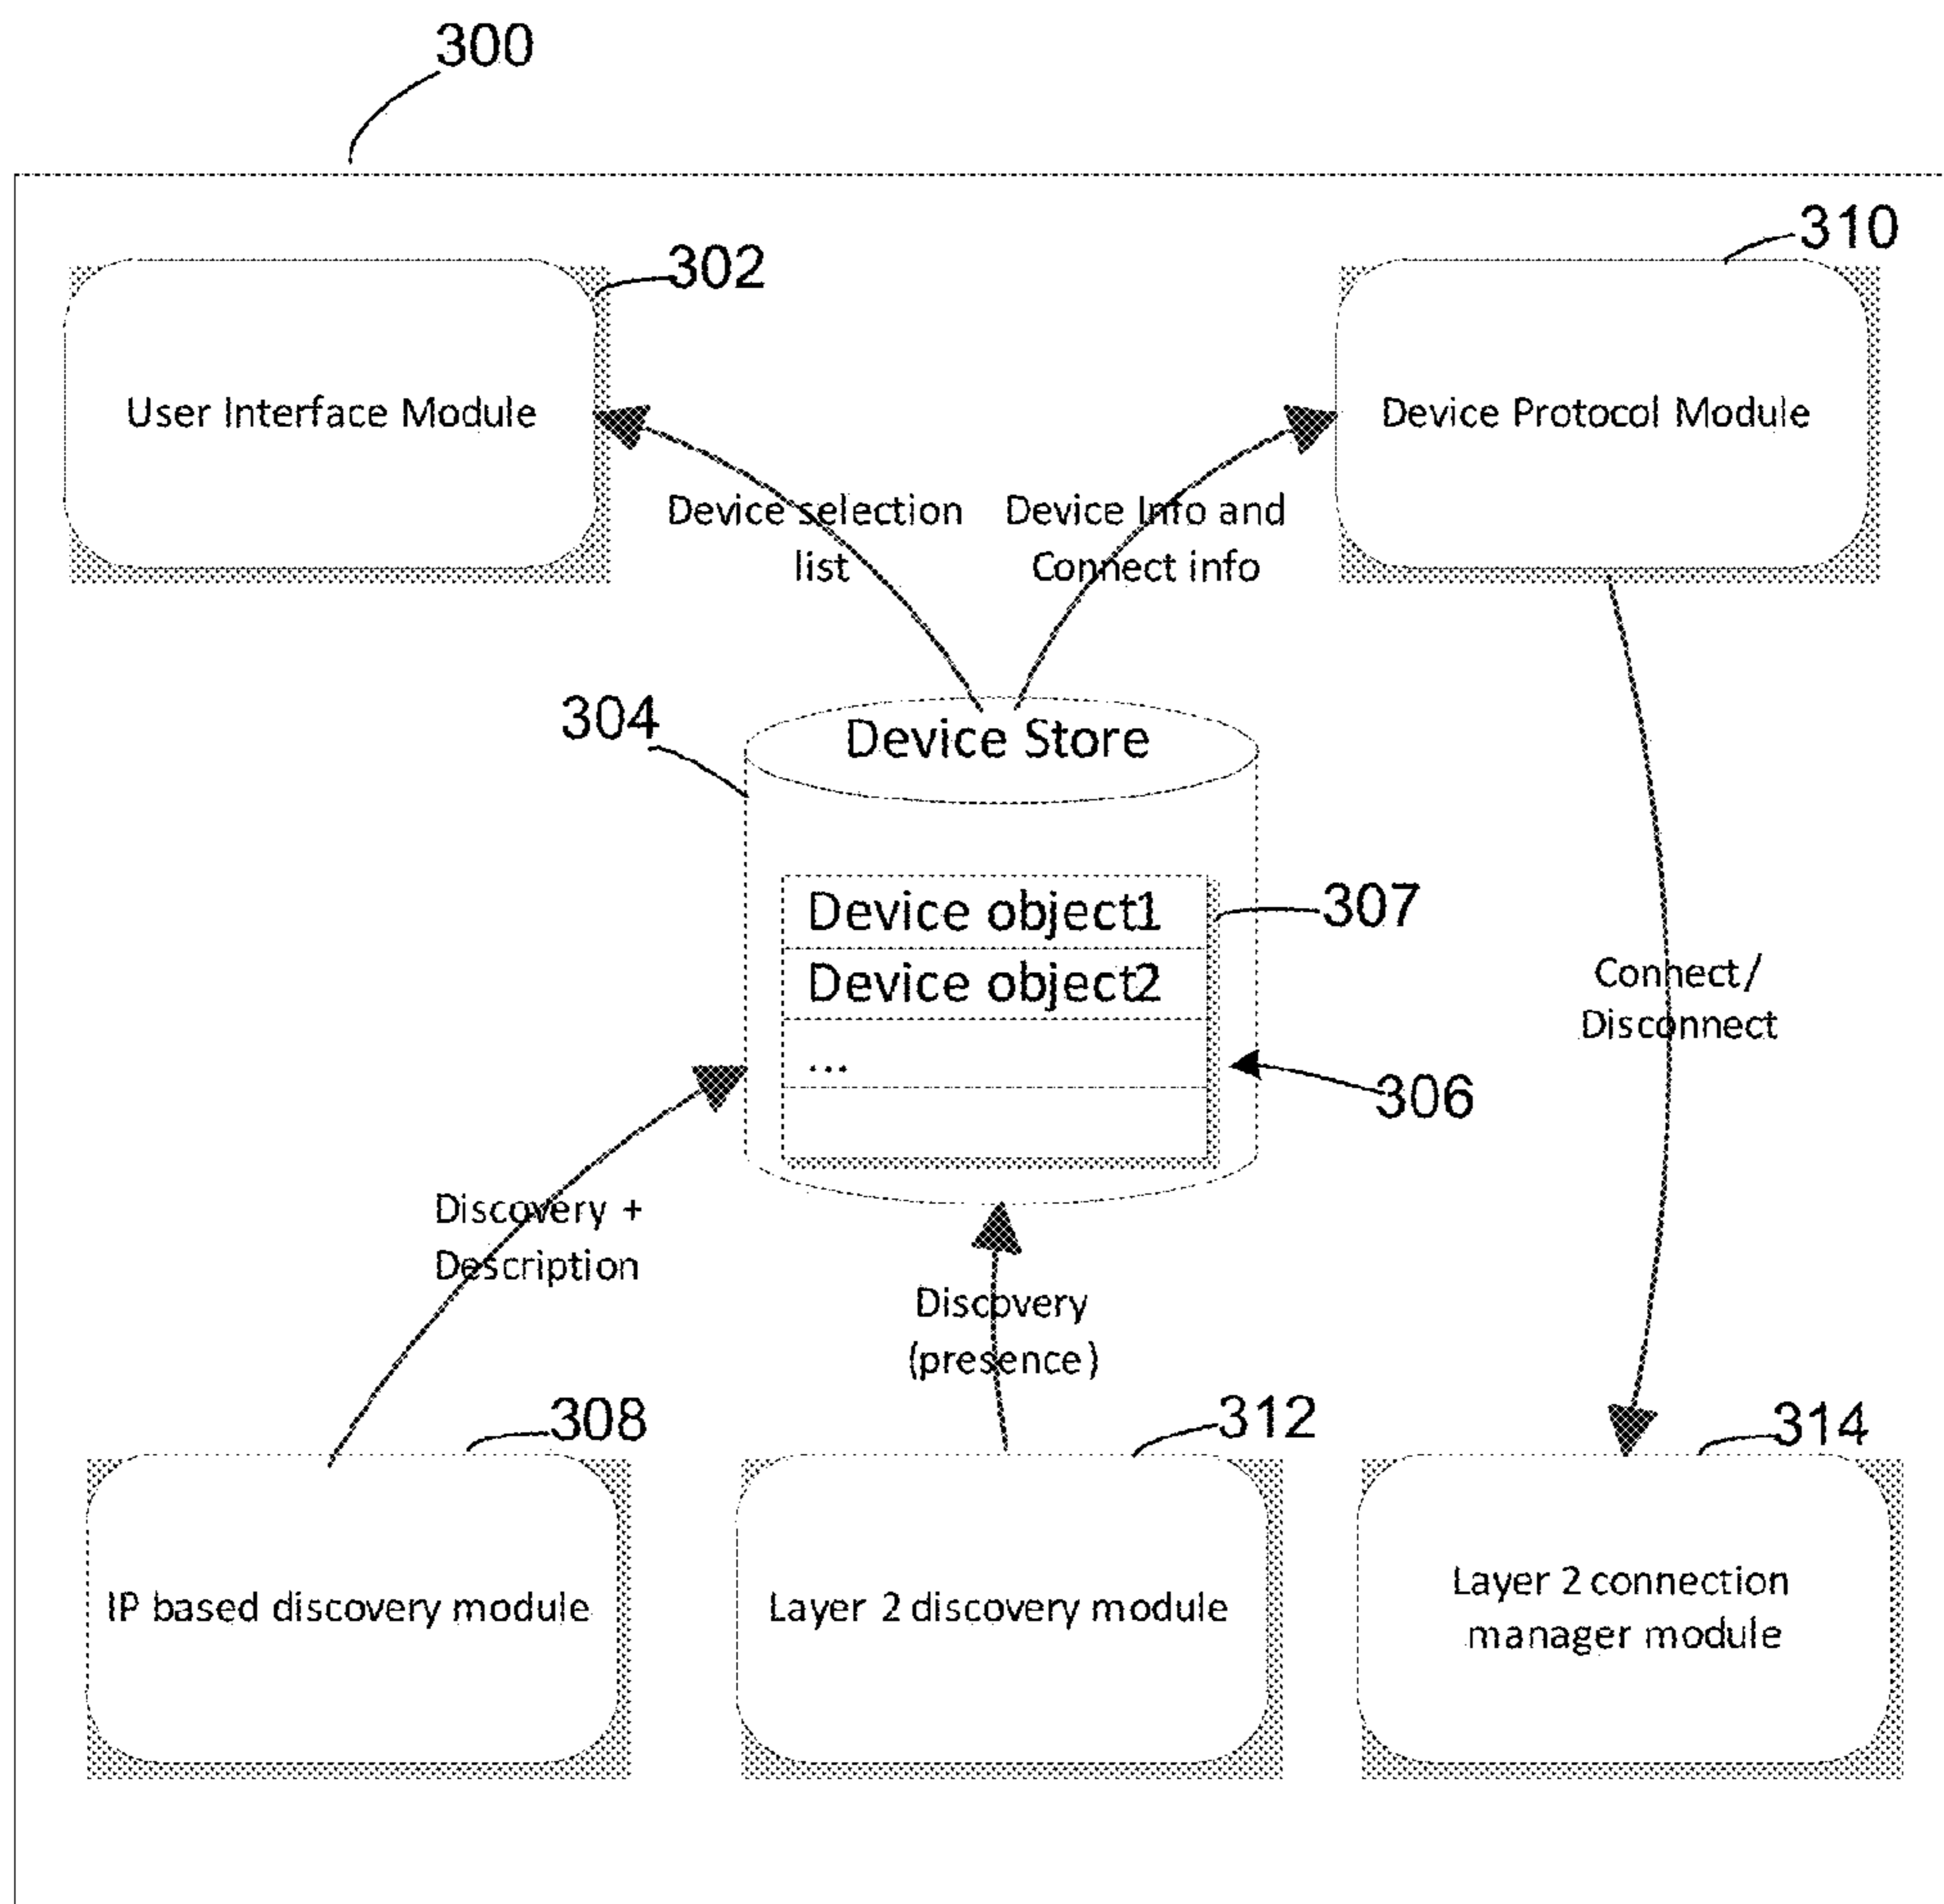 300
310
302
User Interface Module
Device Protocol Module
Device selection
list
Device Info and
Connect info
304
Device Store
Device object1
307
Device object2
...
306
Connect/
Disconnect
Discovery +
Description
Discovery
(presence)
308
312
314
IP based discovery module
Layer 2 discovery module
Layer 2 connection
manager module